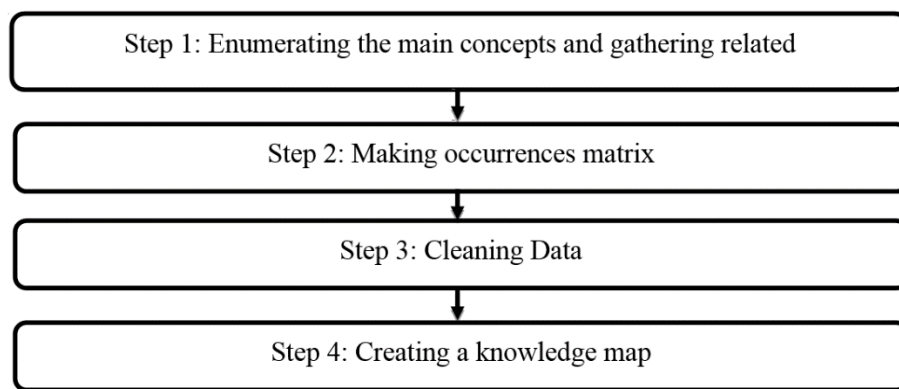 Step 1: Enumerating the main concepts and gathering related
Step 2: Making occurrences matrix
Step 3: Cleaning Data
Step 4: Creating a knowledge map